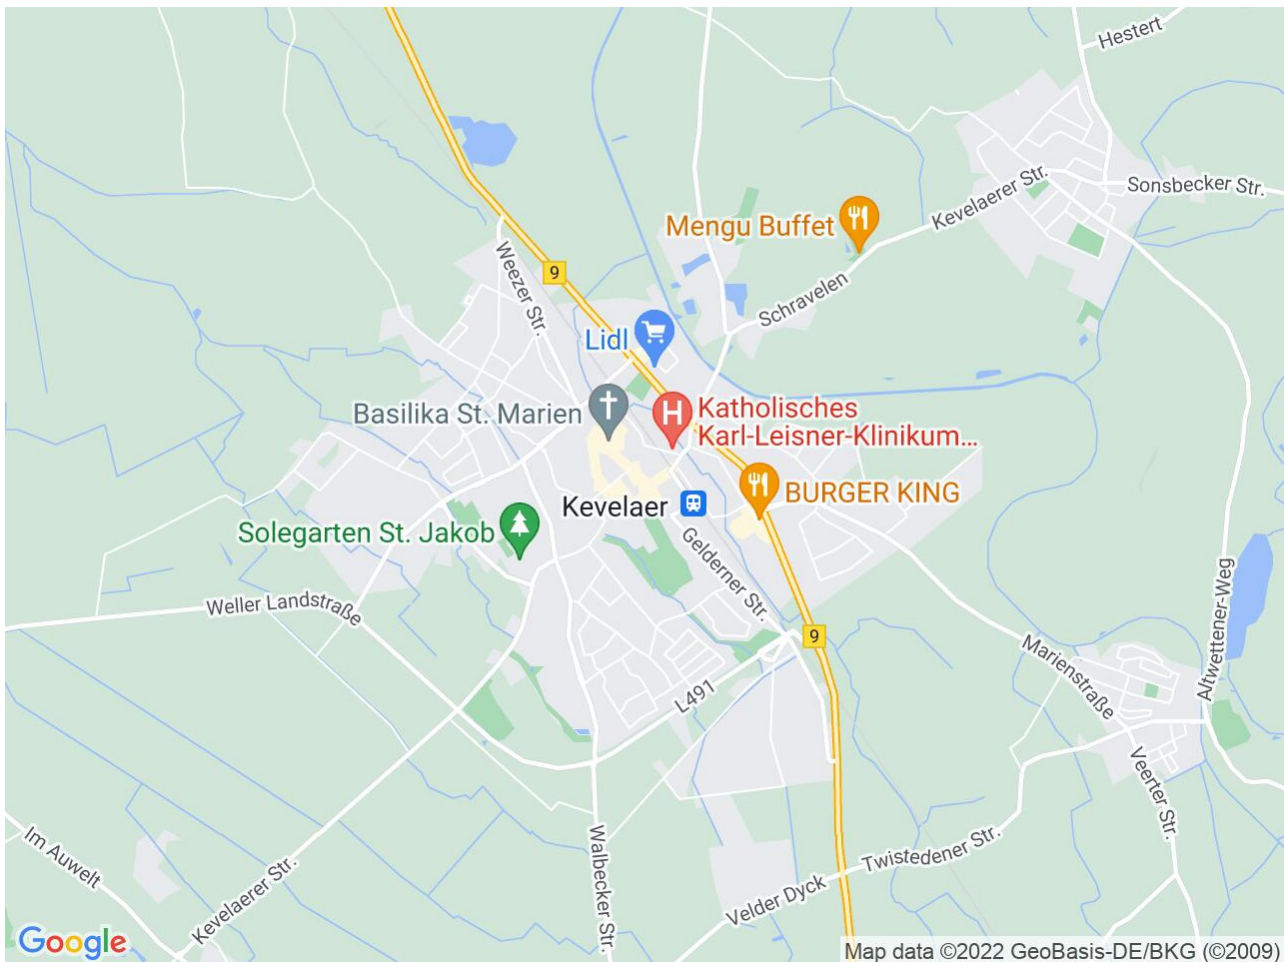 Hestert
Sonsbecker Str.
Kevelaerer Str.
Mengu Buffet
Weezer Str.
9
Schravelen
Lidl
Basilika St. Marien
H
Katholisches
Karl-Leisner-Klinikum...
BURGER KING
Kevelaer
Solegarten St. Jakob
Gelderner Str.
Weller Landstraße
Altwettener-Weg
9
Marienstraße
L491
Veerter Str.
Im Auwelt
Kevelaerer Str.
Walbecker Str.
Twistedener Str.
Velder Dyck
Google
Map data ©2022 GeoBasis-DE/BKG (©2009)